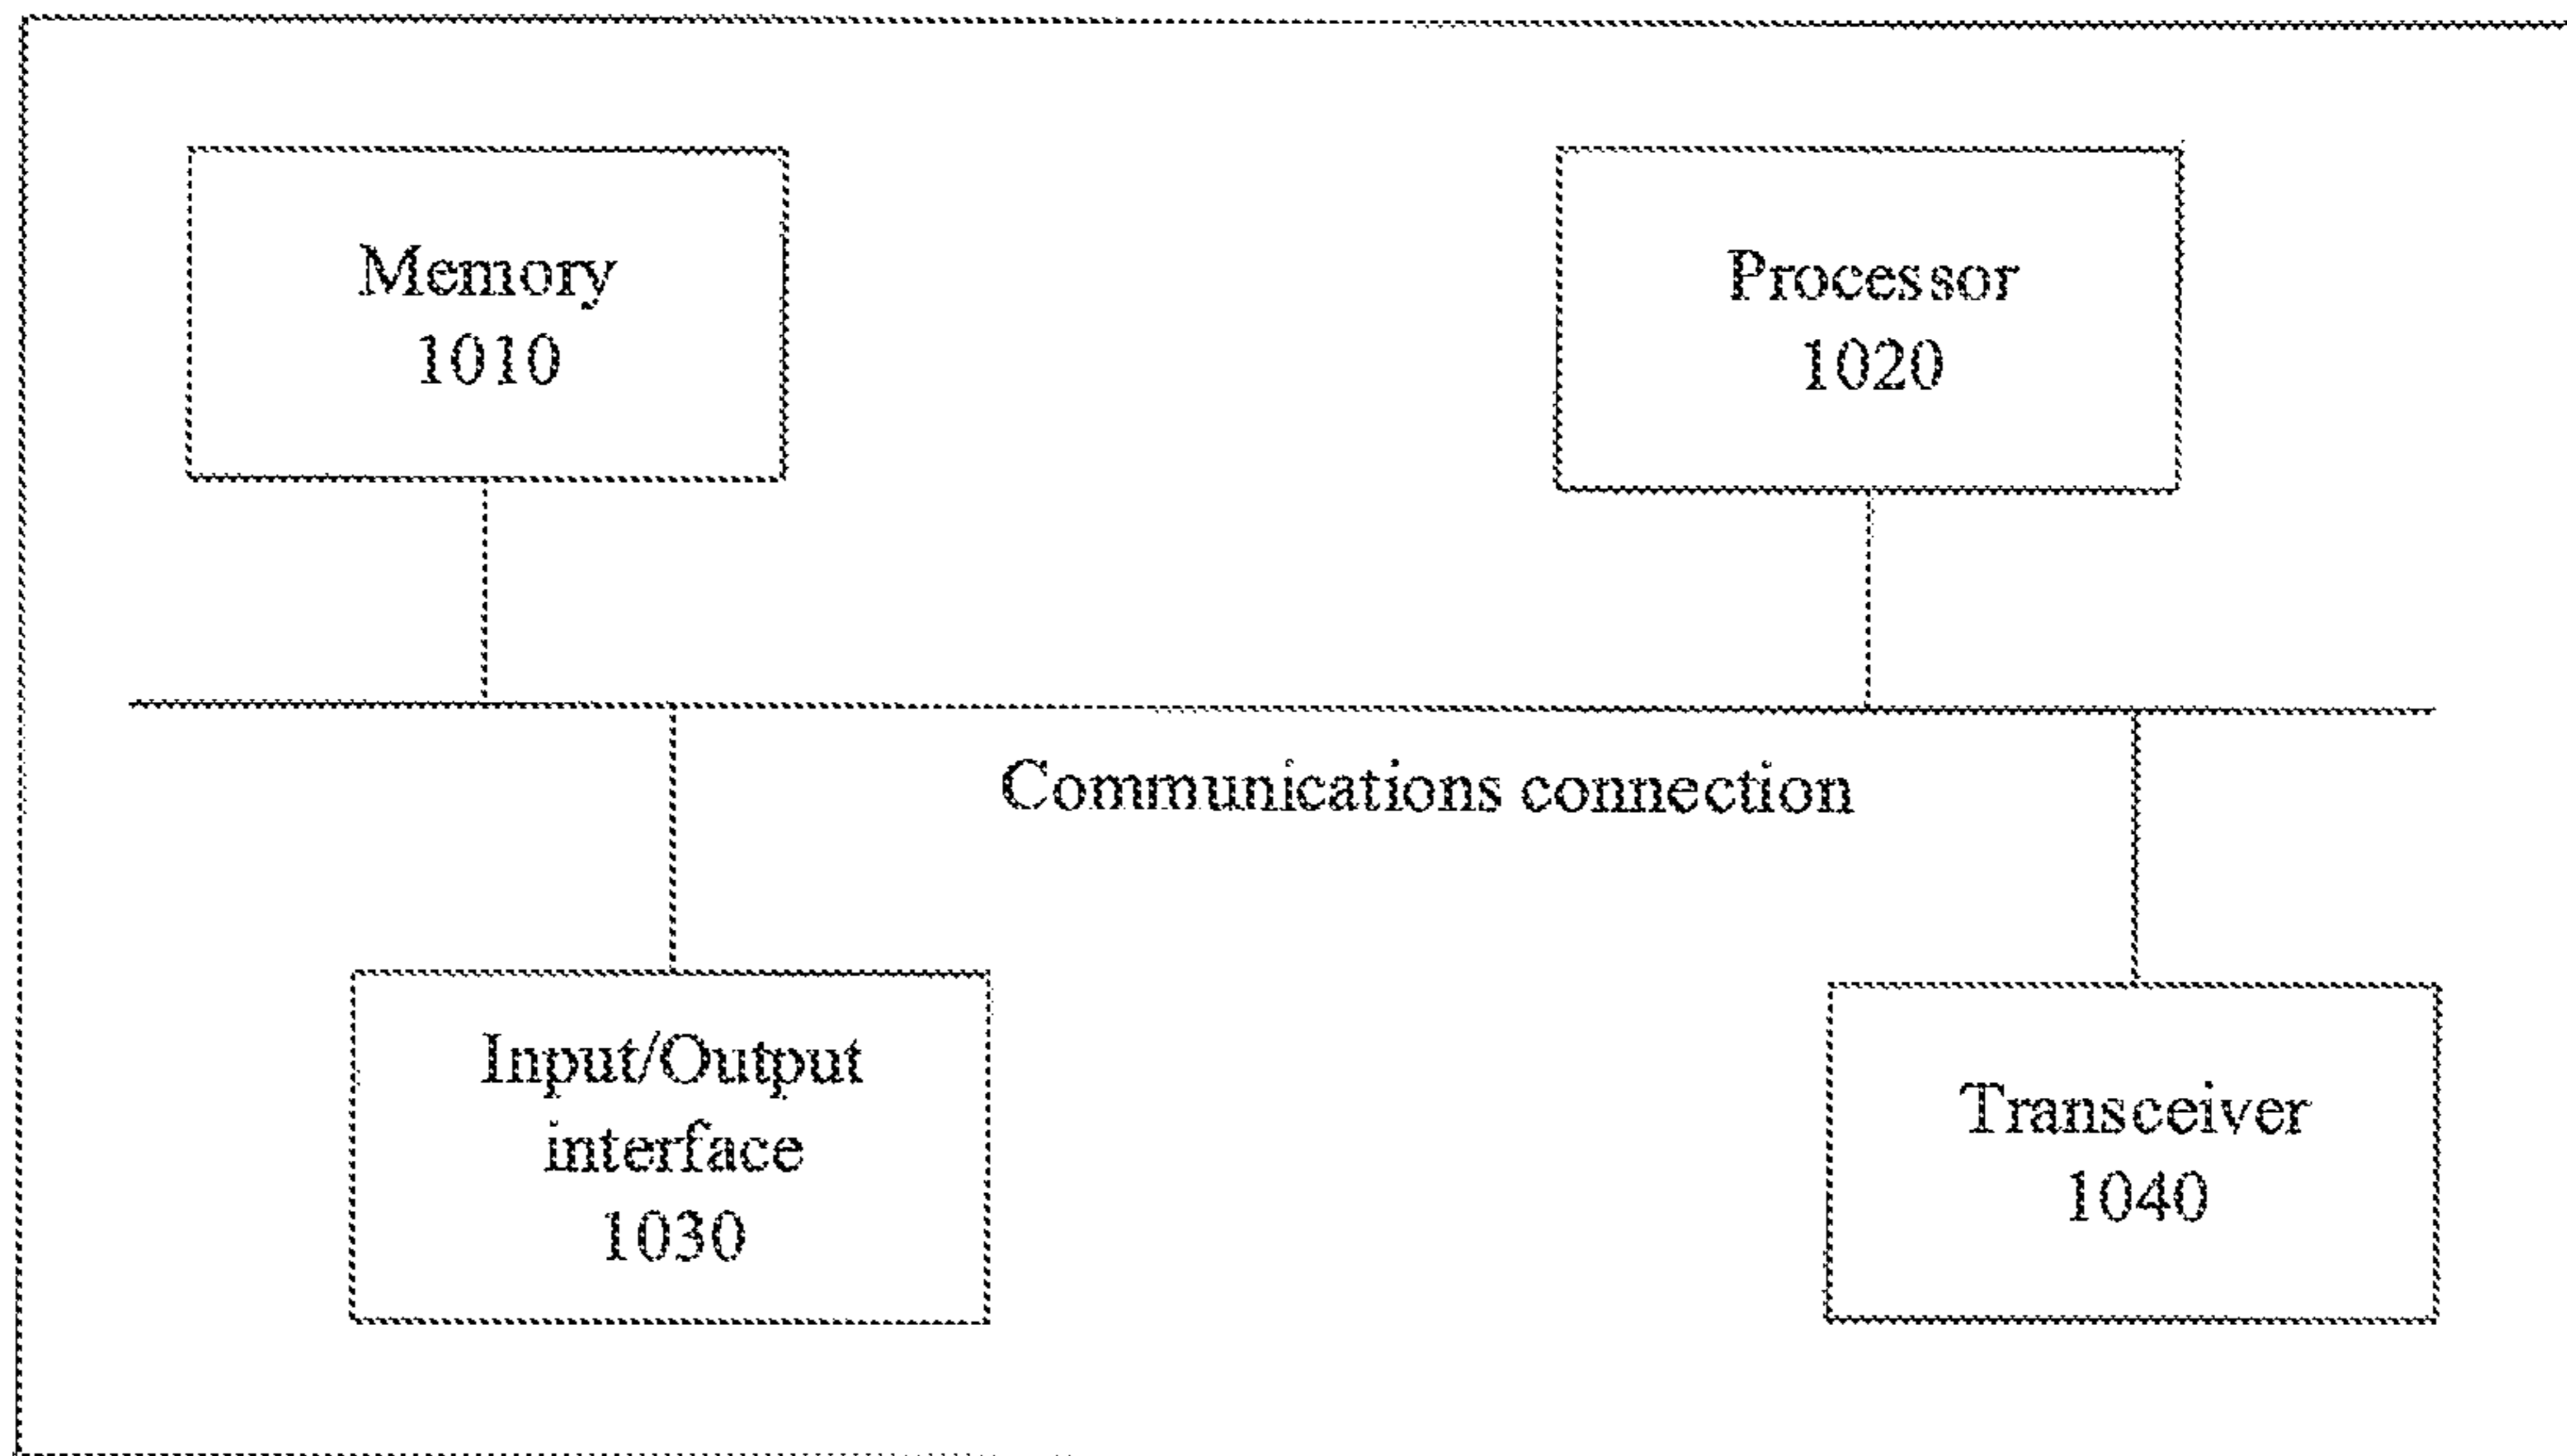 Memory
1010
Processor
1020
Communications connection
Input/Output
interface
1030
Transceiver
1040